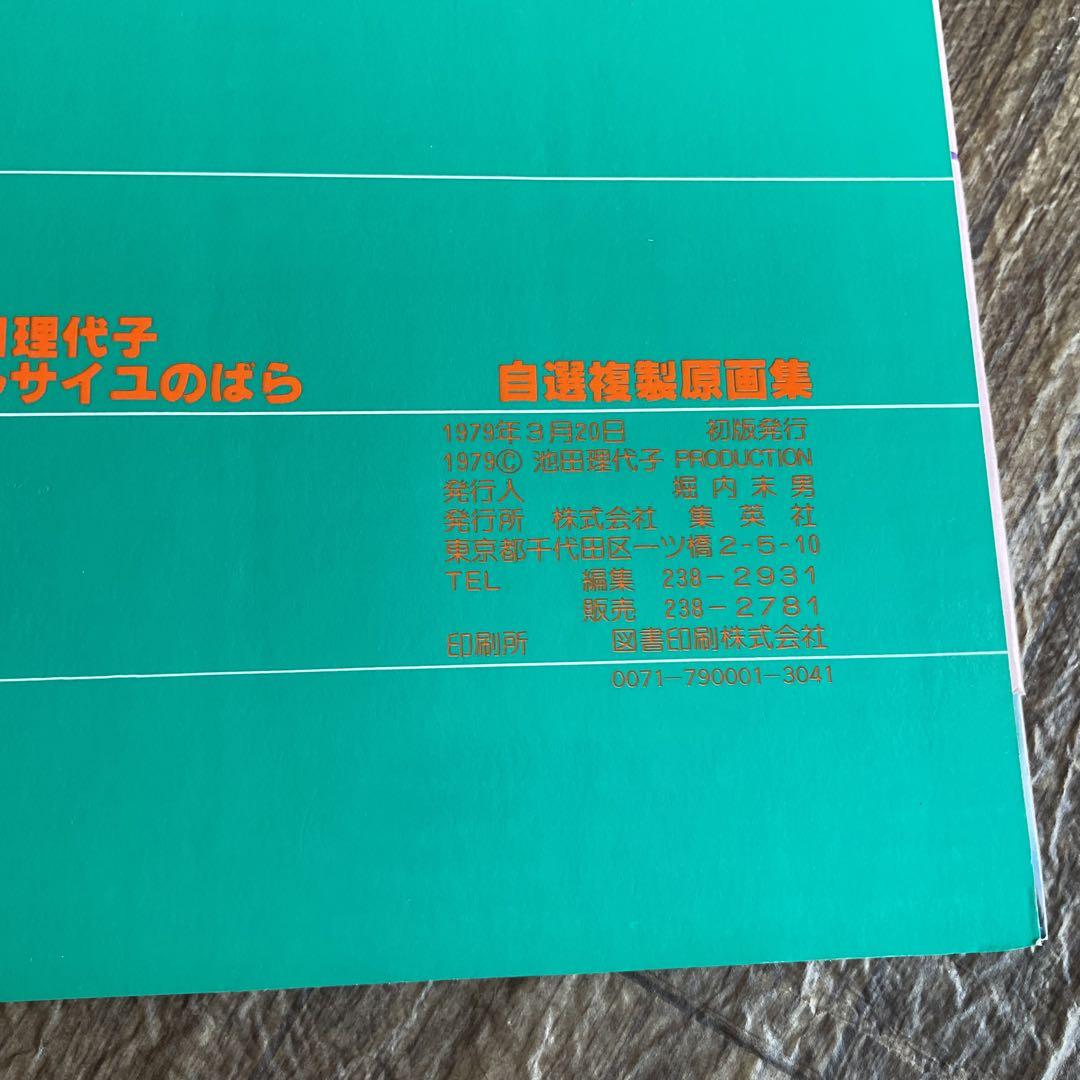 理代子
サイユのばら 自選複製原画集
1979年3月20日 初版発行
1979© 池田理代子 PRODUCTION
発行人 堀内末男
発行所 株式会社 集英社
東京都千代田区一ツ橋2-5-10
TEL 編集 238-2931
販売 238-2781
印刷所 図書印刷株式会社
0071-790001-3041